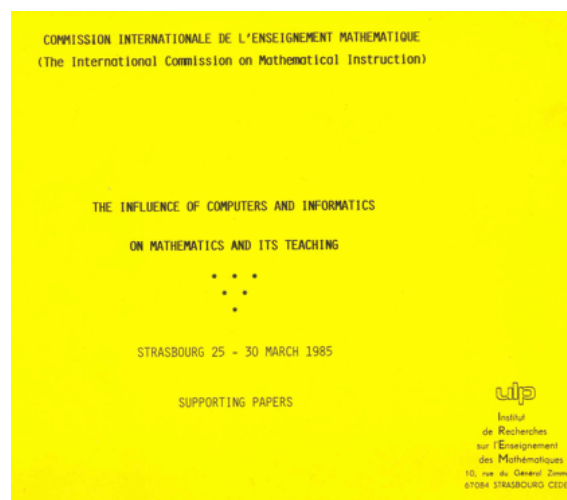 COMMISSION INTERNATIONALE DE L'ENSEIGNEMENT MATHEMATIQUE
(The International Commission on Mathematical Instruction)
THE INFLUENCE OF COMPUTERS AND INFORMATICS
ON MATHEMATICS AND ITS TEACHING
STRASBOURG 25 - 30 MARCH 1985
SUPPORTING PAPERS
ulp
Institut
de Recherches
sur l'Enseignement
des Mathématiques
10, rue du Général
67084 STRASBOURG